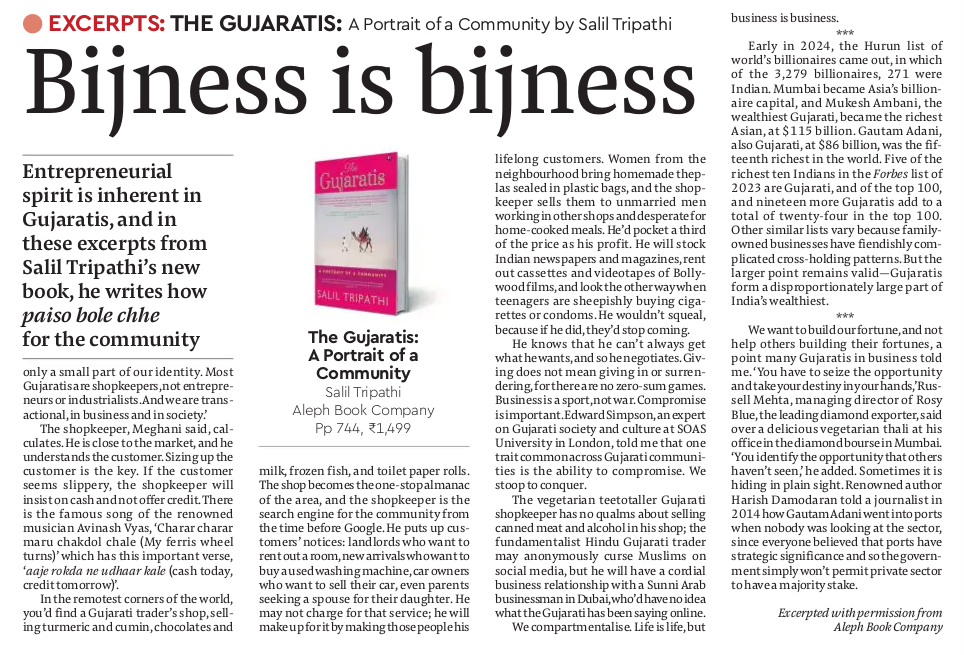 EXCERPTS: THE GUJARATIS: A Portrait of a Community by Salil Tripathi
Bijness is bijness
Entrepreneurial
spirit is inherent in
Gujaratis, and in
these excerpts from
Salil Tripathi's new
book, he writes how
paiso bole chhe
for the community
only a small part of our identity. Most
Gujaratis are shopkeepers, not entrepre-
neurs or industrialists. And we are trans-
actional, in business and in society.'
The shopkeeper, Meghani said, cal-
culates. He is close to the market, and he
understands the customer. Sizing up the
customer is the key. If the customer
seems slippery, the shopkeeper will
insist on cash and not offer credit. There
is the famous song of the renowned
musician Avinash Vyas, 'Charar charar
maru chakdol chale (My ferris wheel
turns)' which has this important verse,
'aaje rokda ne udhaar kale (cash today,
credit tomorrow)'.
In the remotest corners of the world,
you'd find a Gujarati trader's shop, sell-
ing turmeric and cumin, chocolates and
The
Gujaratis
A PORTRAIT OF A COMMUNITY
SALIL TRIPATHI
The Gujaratis:
A Portrait of a
Community
Salil Tripathi
Aleph Book Company
Pp 744, ₹1,499
milk, frozen fish, and toilet paper rolls.
The shop becomes the one-stop almanac
of the area, and the shopkeeper is the
search engine for the community from
the time before Google. He puts up cus-
tomers' notices: landlords who want to
rent out a room, new arrivals who want to
buy a used washing machine, car owners
who want to sell their car, even parents
seeking a spouse for their daughter. He
may not charge for that service; he will
make up for it by making those people his
lifelong customers. Women from the
neighbourhood bring homemade thep-
las sealed in plastic bags, and the shop-
keeper sells them to unmarried men
working in other shops and desperate for
home-cooked meals. He'd pocket a third
of the price as his profit. He will stock
Indian newspapers and magazines, rent
out cassettes and videotapes of Bolly-
wood films, and look the other way when
teenagers are sheepishly buying ciga-
rettes or condoms. He wouldn't squeal,
because if he did, they'd stop coming.
He knows that he can't always get
what he wants, and so he negotiates. Giv-
ing does not mean giving in or surren-
dering, for there are no zero-sum games.
Business is a sport, not war. Compromise
is important. Edward Simpson, an expert
on Gujarati society and culture at SOAS
University in London, told me that one
trait common across Gujarati communi-
ties is the ability to compromise. We
stoop to conquer.
The vegetarian teetotaller Gujarati
shopkeeper has no qualms about selling
canned meat and alcohol in his shop; the
fundamentalist Hindu Gujarati trader
may anonymously curse Muslims on
social media, but he will have a cordial
business relationship with a Sunni Arab
businessman in Dubai, who'd have no idea
what the Gujarati has been saying online.
We compartmentalise. Life is life, but
business is business.
***
Early in 2024, the Hurun list of
world's billionaires came out, in which
of the 3,279 billionaires, 271 were
Indian. Mumbai became Asia's billion-
aire capital, and Mukesh Ambani, the
wealthiest Gujarati, became the richest
Asian, at $115 billion. Gautam Adani,
also Gujarati, at $86 billion, was the fif-
teenth richest in the world. Five of the
richest ten Indians in the Forbes list of
2023 are Gujarati, and of the top 100,
and nineteen more Gujaratis add to a
total of twenty-four in the top 100.
Other similar lists vary because family-
owned businesses have fiendishly com-
plicated cross-holding patterns. But the
larger point remains valid—Gujaratis
form a disproportionately large part of
India's wealthiest.
***
We want to build our fortune, and not
help others building their fortunes, a
point many Gujaratis in business told
me. 'You have to seize the opportunity
and take your destiny in your hands,' Rus-
sell Mehta, managing director of Rosy
Blue, the leading diamond exporter, said
over a delicious vegetarian thali at his
office in the diamond bourse in Mumbai.
'You identify the opportunity that others
haven't seen,' he added. Sometimes it is
hiding in plain sight. Renowned author
Harish Damodaran told a journalist in
2014 how Gautam Adani went into ports
when nobody was looking at the sector,
since everyone believed that ports have
strategic significance and so the govern-
ment simply won't permit private sector
to have a majority stake.
Excerpted with permission from
Aleph Book Company